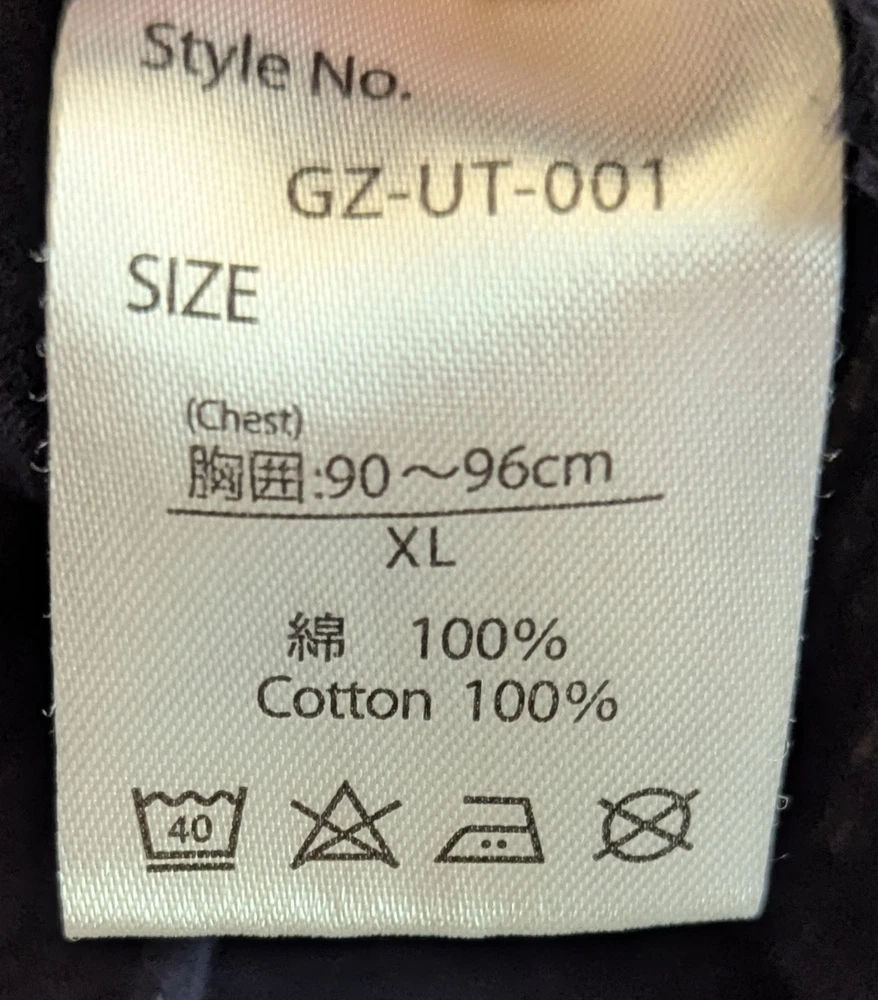 Style No.
GZ-UT-001
SIZE
(Chest)
胸囲:90～96cm
XL
綿 100%
Cotton 100%
40